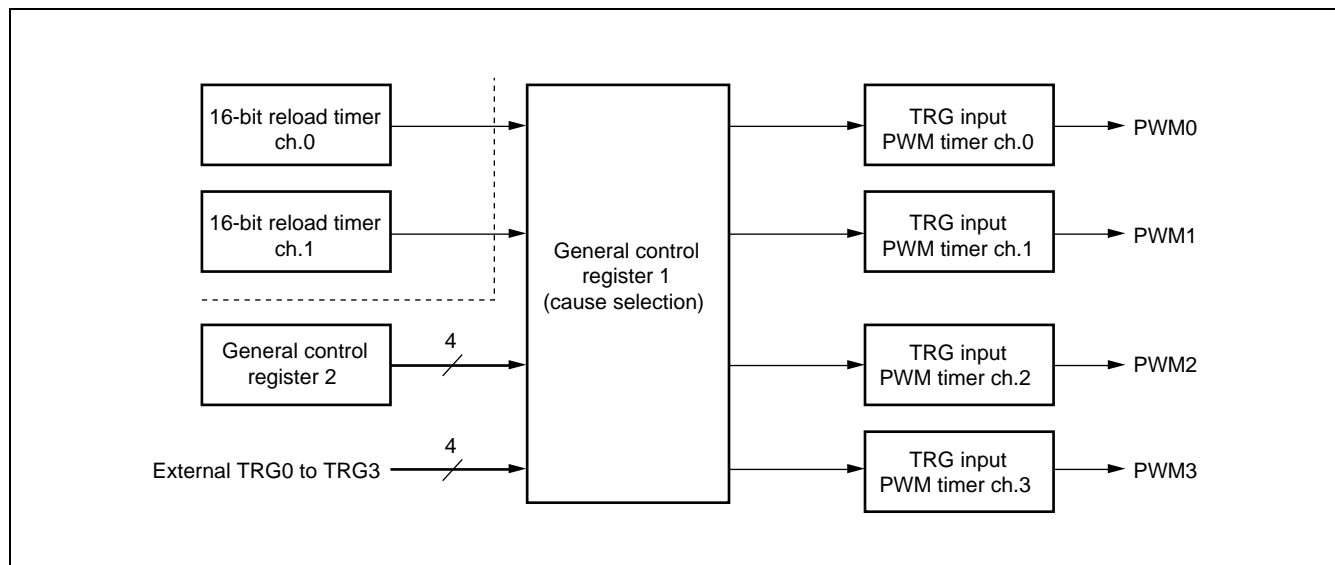 16-bit reload timer
ch.0
16-bit reload timer
ch.1
General control
register 2
4
External TRG0 to TRG3
4
General control
register 1
(cause selection)
TRG input
PWM timer ch.0
PWM0
TRG input
PWM timer ch.1
PWM1
TRG input
PWM timer ch.2
PWM2
TRG input
PWM timer ch.3
PWM3